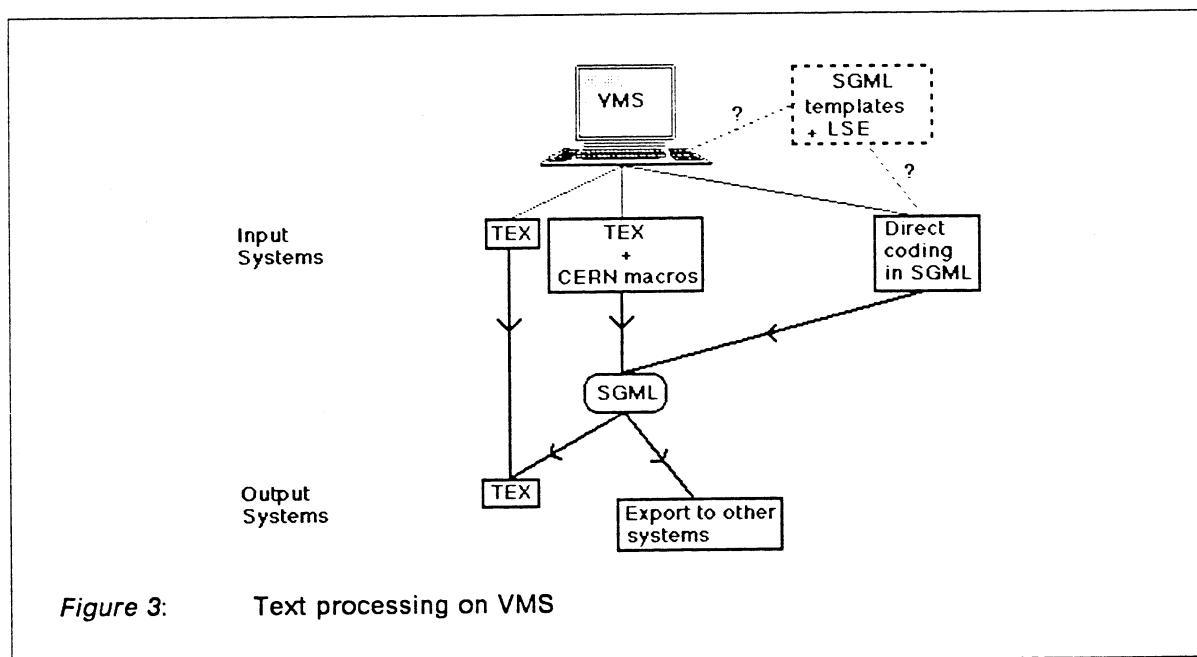 VMS
SGML
templates
+ LSE
?
?
Input
Systems
TEX
TEX
+
CERN macros
Direct
coding
in SGML
SGML
Output
Systems
TEX
Export to other
systems
Figure 3: Text processing on VMS